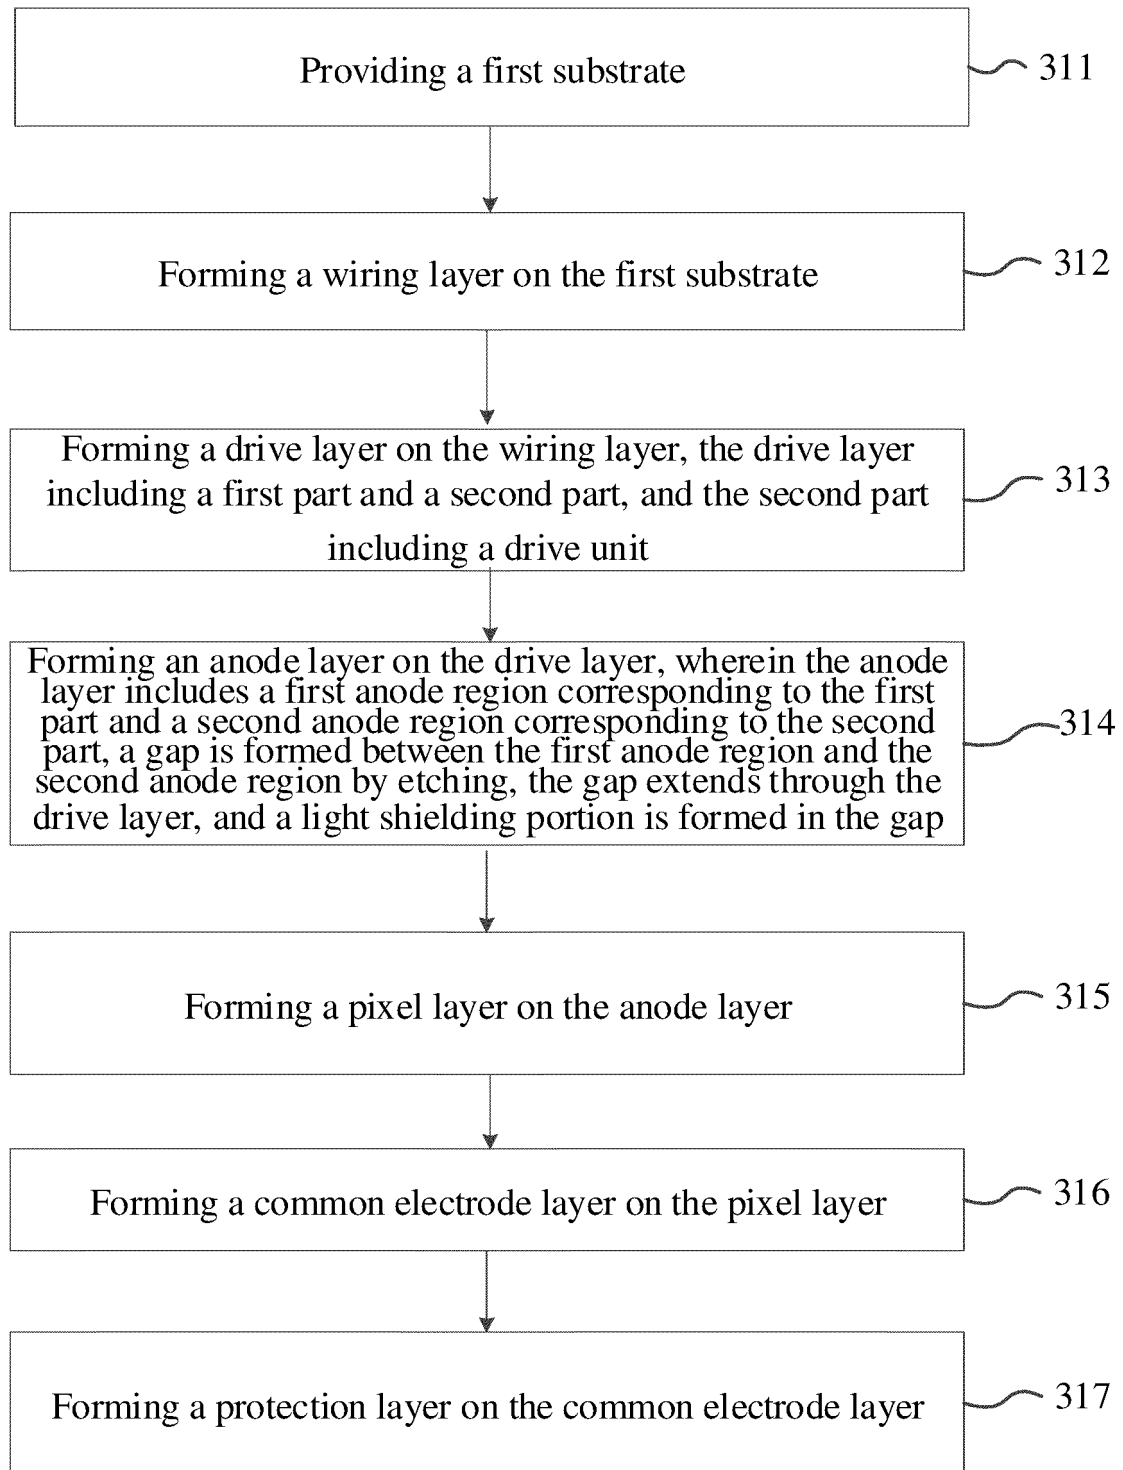 Providing a first substrate
311
Forming a wiring layer on the first substrate
312
Forming a drive layer on the wiring layer, the drive layer
including a first part and a second part, and the second part
including a drive unit
313
Forming an anode layer on the drive layer, wherein the anode
layer includes a first anode region corresponding to the first
part and a second anode region corresponding to the second
part, a gap is formed between the first anode region and the
second anode region by etching, the gap extends through the
drive layer, and a light shielding portion is formed in the gap
314
Forming a pixel layer on the anode layer
315
Forming a common electrode layer on the pixel layer
316
Forming a protection layer on the common electrode layer
317